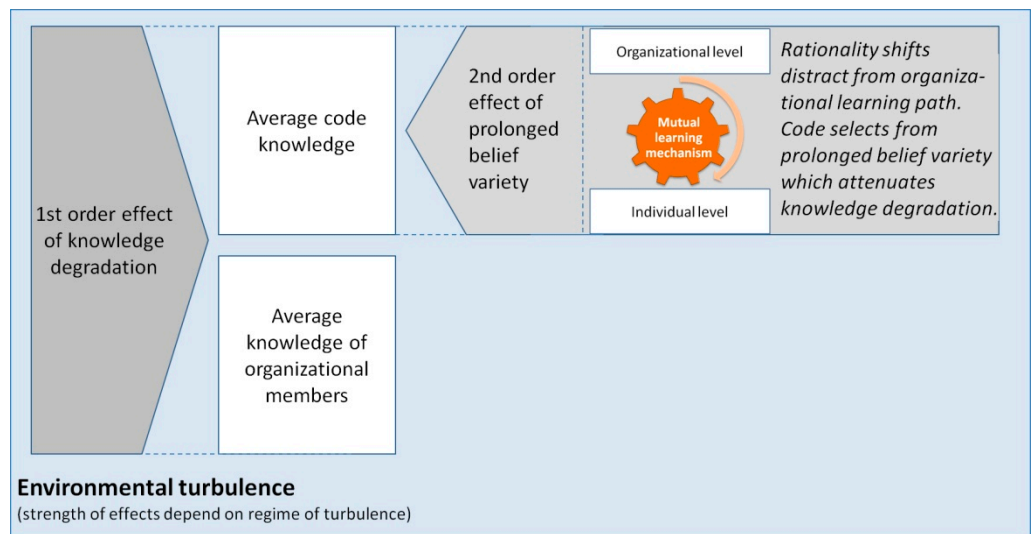 1st order effect
of knowledge
degradation
Average code
knowledge
Average
knowledge of
organizational
members
2nd order
effect of
prolonged
belief
variety
Organizational level
Mutual
learning
mechanism
Individual level
Rationality shifts
distract from organiza-
tional learning path.
Code selects from
prolonged belief variety
which attenuates
knowledge degradation.
Environmental turbulence
(strength of effects depend on regime of turbulence)